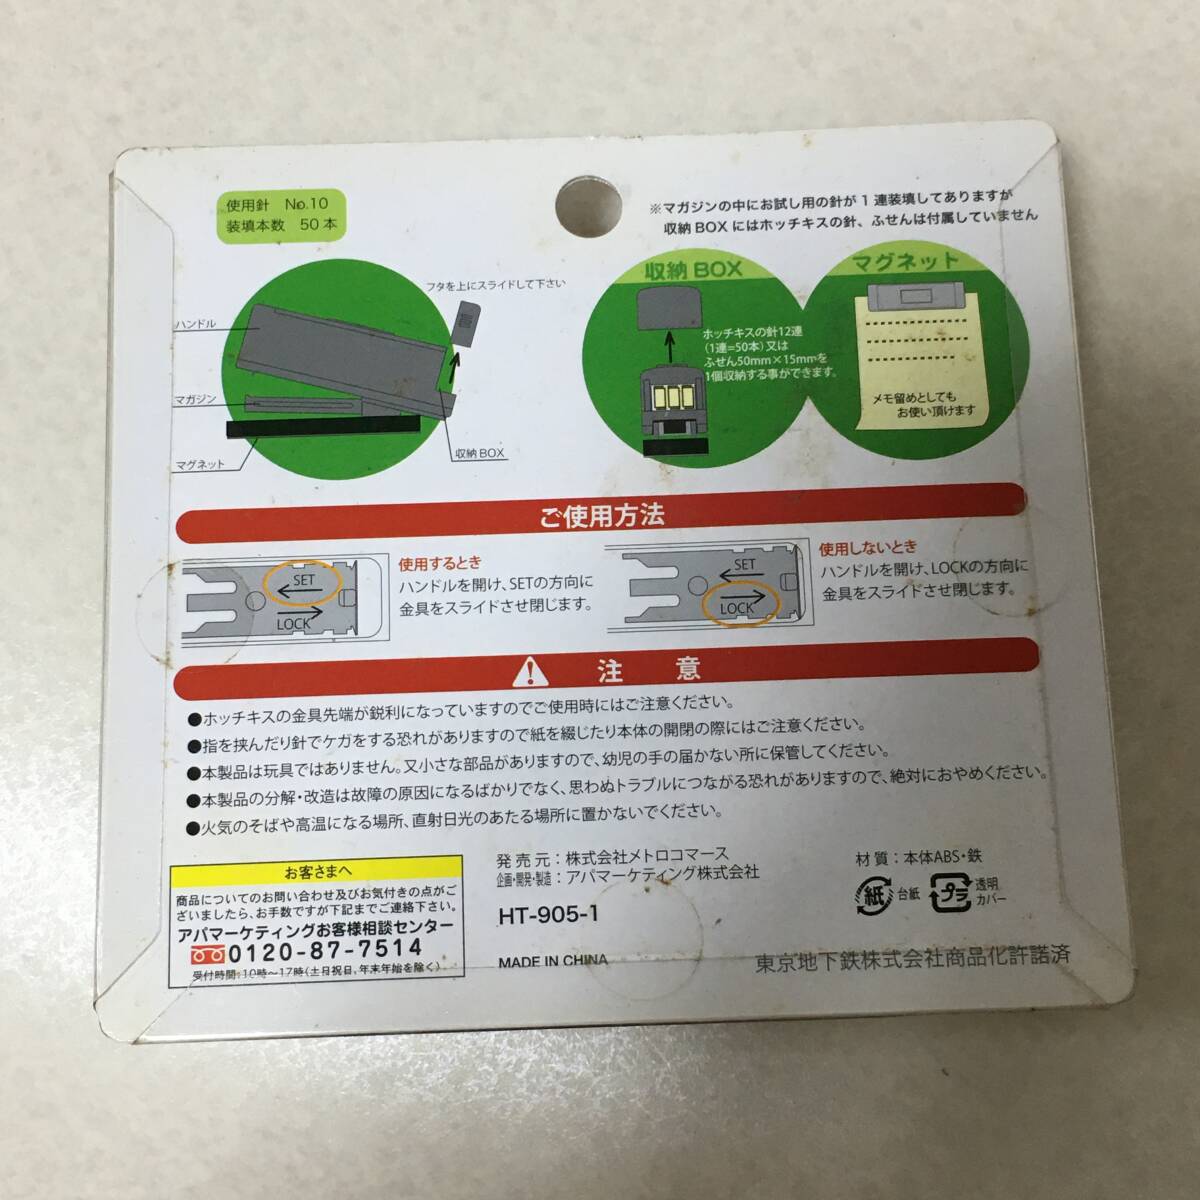 使用針 No.10
装填本数 50本
※マガジンの中にお試し用の針が1連装填してありますが
収納BOXにはホッチキスの針、ふせんは付属していません
フタを上にスライドして下さい
ハンドル
マガジン
マグネット
収納BOX
収納BOX
ホッチキスの針12連
(1連=50本)又は
ふせん50mm×15mmを
1個収納する事ができます。
マグネット
メモ留めとしても
お使い頂けます
ご使用方法
SET
LOCK
使用するとき
ハンドルを開け、SETの方向に
金具をスライドさせ閉じます。
SET
LOCK
使用しないとき
ハンドルを開け、LOCKの方向に
金具をスライドさせ閉じます。
注 意
●ホッチキスの金具先端が鋭利になっていますのでご使用時にはご注意ください。
●指を挟んだり針でケガをする恐れがありますので紙を綴じたり本体の開閉の際にはご注意ください。
●本製品は玩具ではありません。又小さな部品がありますので、幼児の手の届かない所に保管してください。
●本製品の分解・改造は故障の原因になるばかりでなく、思わぬトラブルにつながる恐れがありますので、絶対におやめください。
●火気のそばや高温になる場所、直射日光のあたる場所に置かないでください。
お客さまへ
商品についてのお問い合わせ及びお気付きの点がご
ざいましたら、お手数ですが下記までご連絡下さい。
アパマーケティングお客様相談センター
0120-87-7514
受付時間:10時〜17時(土日祝日、年末年始を除く)
発売元:株式会社メトロコマース
企画・開発・製造:アパマーケティング株式会社
HT-905-1
MADE IN CHINA
材質:本体ABS・鉄
紙 台紙 プラ 透明
カバー
東京地下鉄株式会社商品化許諾済